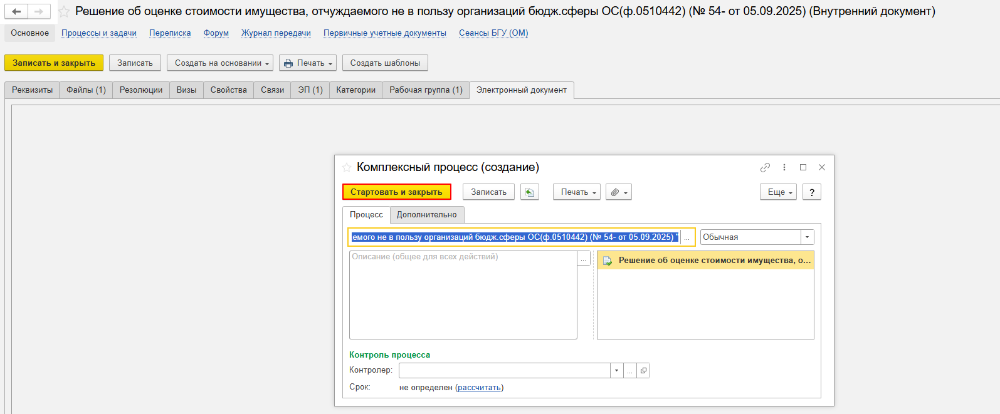 Решение об оценке стоимости имущества, отчуждаемого не в пользу организаций бюдж.сферы ОС(ф.0510442) (№ 54- от 05.09.2025) (Внутренний документ)
Основное Процессы и задачи Переписка Форум Журнал передачи Первичные учетные документы Сеансы БГУ (ОМ)
Записать и закрыть Записать Создать на основании Печать Создать шаблоны
Реквизиты Файлы (1) Резолюции Визы Свойства Связи ЭП (1) Категории Рабочая группа (1) Электронный документ
Комплексный процесс (создание)
Стартовать и закрыть Записать Печать Еще ?
Процесс Дополнительно
емого не в пользу организаций бюдж.сферы ОС(ф.0510442) (№ 54- от 05.09.2025) " ... Обычная
Описание (общее для всех действий) ... Решение об оценке стоимости имущества, о...
Контроль процесса
Контролер: ...
Срок: не определен (рассчитать)